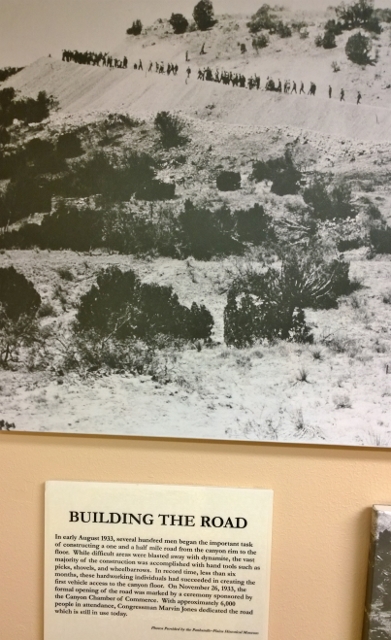 BUILDING THE ROAD
In early August 1933, several hundred men began the important task
of constructing a one and a half mile road from the canyon rim to the
floor. While difficult areas were blasted away with dynamite, the vast
majority of the construction was accomplished with hand tools such as
picks, shovels, and wheelbarrows. In record time, less than six
months, these hardworking individuals had succeeded in creating the
first vehicle access to the canyon floor. On November 26, 1933, the
formal opening of the road was marked by a ceremony sponsored by
the Canyon Chamber of Commerce. With approximately 6,000
people in attendance, Congressman Marvin Jones dedicated the road
which is still in use today.
Photos Provided by the Panhandle-Plains Historical Museum